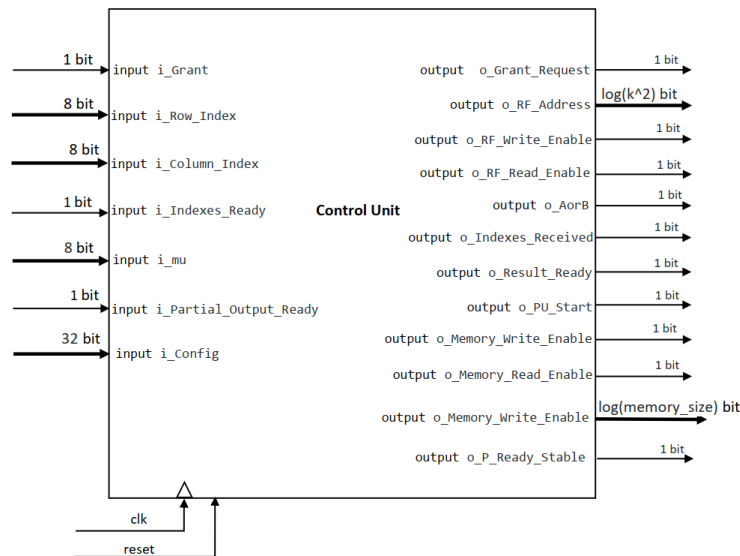 1 bit
input i_Grant
8 bit
input i_Row_Index
8 bit
input i_Column_Index
1 bit
input i_Indexes_Ready
8 bit
input i_mu
1 bit
input i_Partial_Output_Ready
32 bit
input i_Config
Control Unit
output o_Grant_Request
1 bit
output o_RF_Address
log(k^2) bit
output o_RF_Write_Enable
1 bit
output o_RF_Read_Enable
1 bit
output o_AorB
1 bit
output o_Indexes_Received
1 bit
output o_Result_Ready
1 bit
output o_PU_Start
1 bit
output o_Memory_Write_Enable
1 bit
output o_Memory_Read_Enable
1 bit
output o_Memory_Write_Enable
log(memory_size) bit
output o_P_Ready_Stable
1 bit
clk
reset